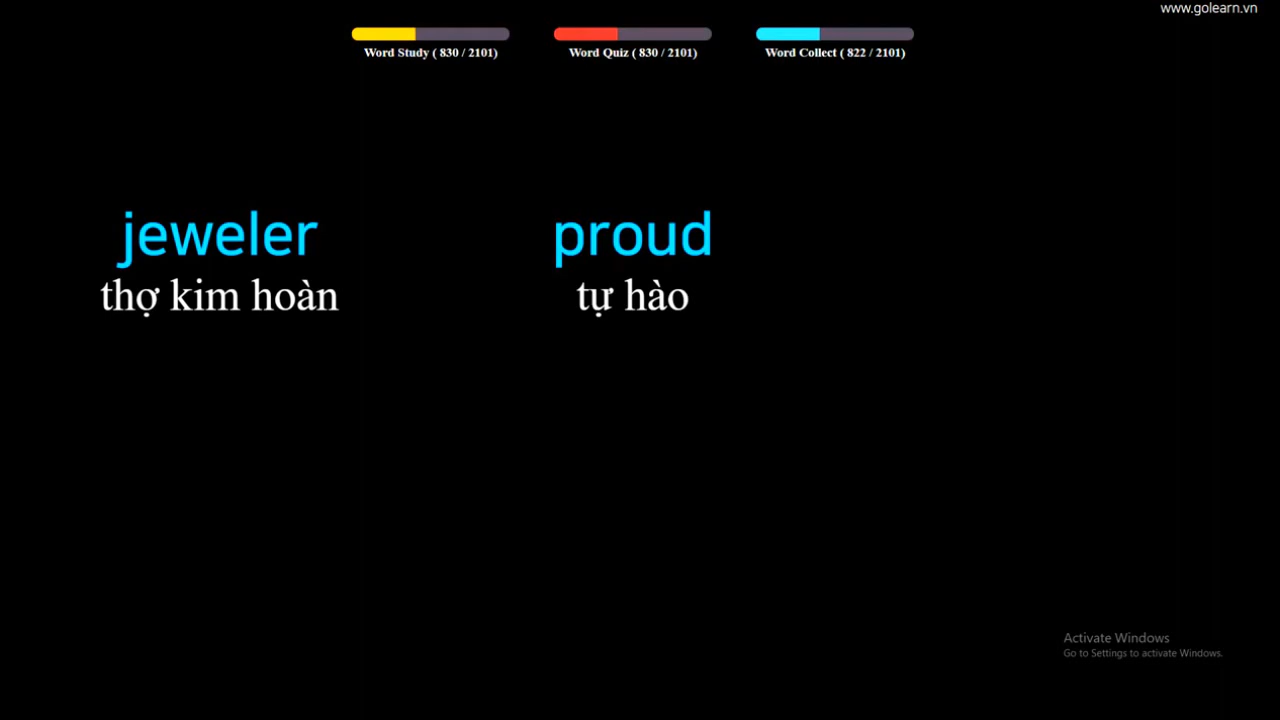 www.golearn.vn
Word Study ( 830 / 2101)
Word Quiz ( 830 / 2101)
Word Collect ( 822 / 2101)
jeweler
thợ kim hoàn
proud
tự hào
Activate Windows
Go to Settings to activate Windows.